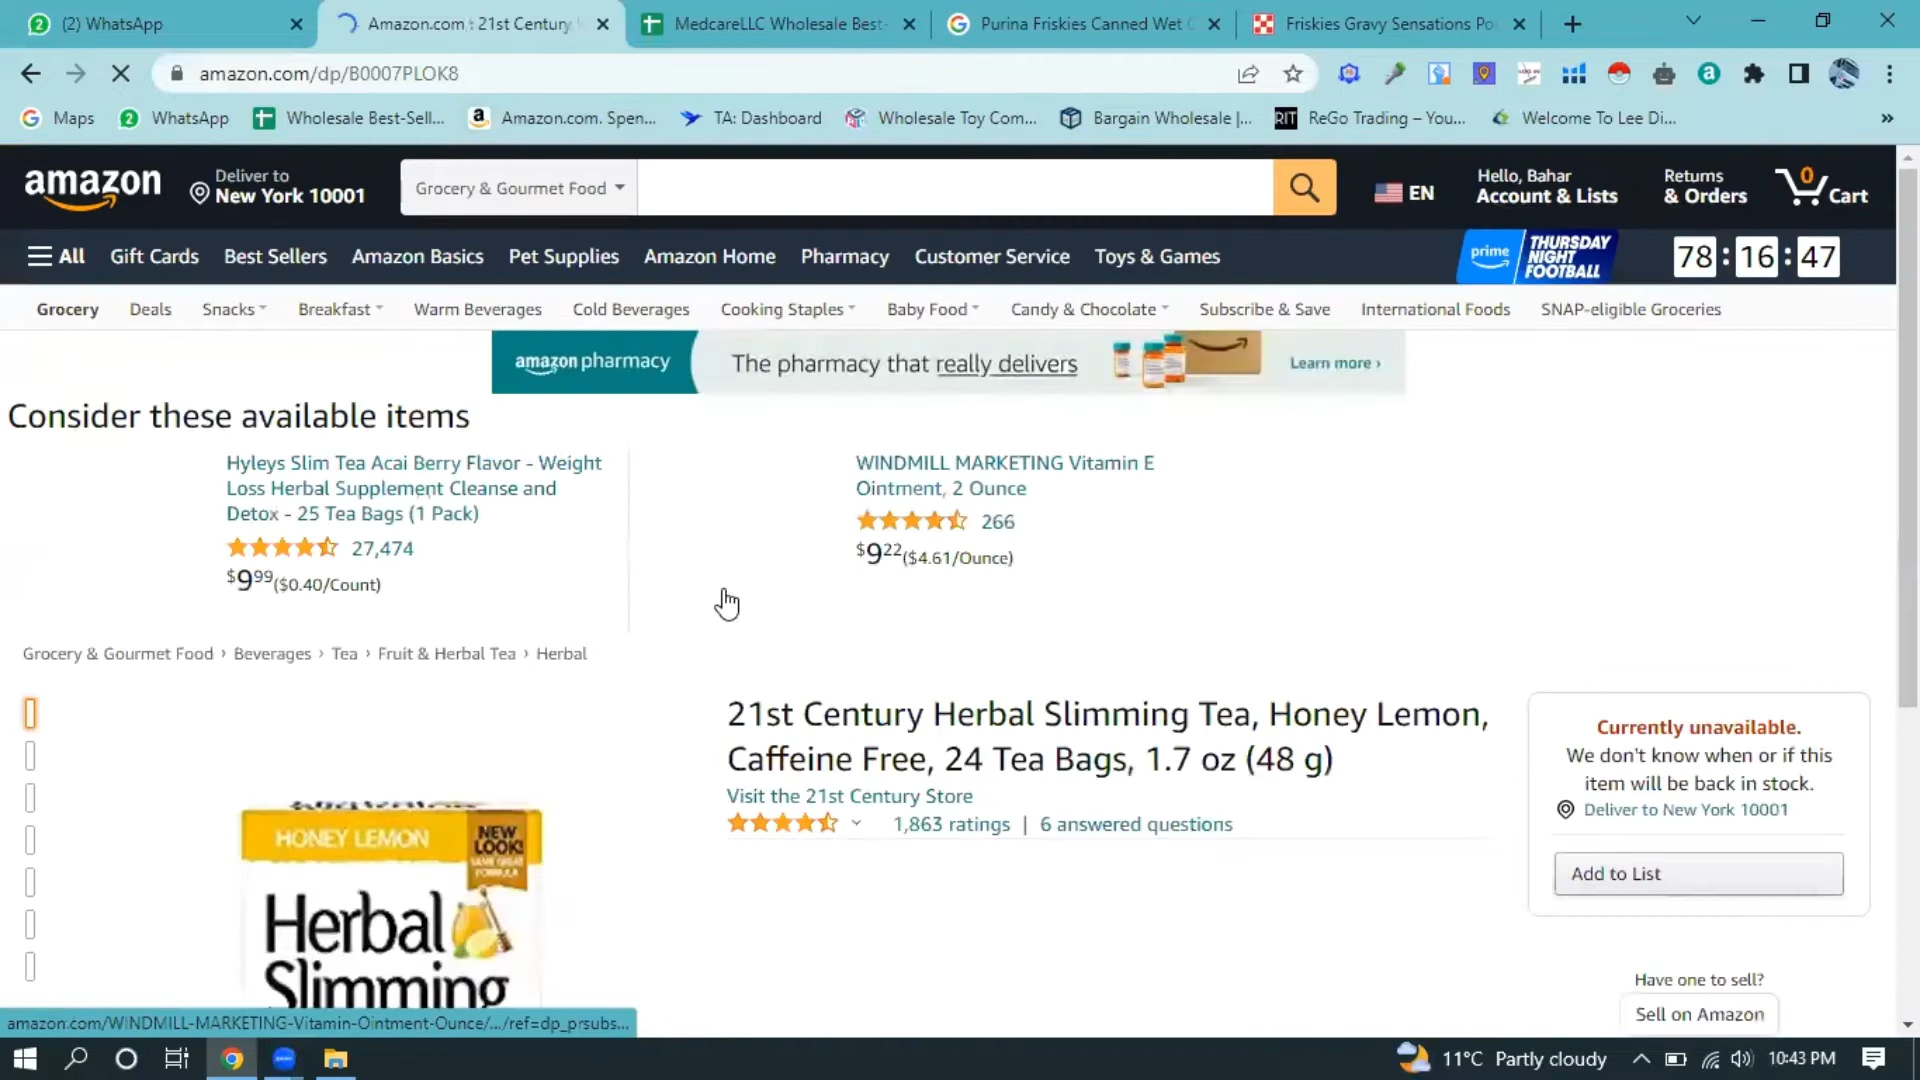 (2) WhatsApp
Amazon.com : 21st Century
MedcareLLC Wholesale Best-
Purina Friskies Canned Wet C
Friskies Gravy Sensations Po
amazon.com/dp/B0007PLOK8
Maps
WhatsApp
Wholesale Best-Sell...
Amazon.com. Spen...
TA: Dashboard
Wholesale Toy Com...
Bargain Wholesale |...
RIT
ReGo Trading – You...
Welcome To Lee Di...
amazon
Deliver to
New York 10001
Grocery & Gourmet Food
EN
Hello, Bahar
Account & Lists
Returns
& Orders
0
Cart
All
Gift Cards
Best Sellers
Amazon Basics
Pet Supplies
Amazon Home
Pharmacy
Customer Service
Toys & Games
prime
THURSDAY
NIGHT
FOOTBALL
78 : 16 : 47
Grocery
Deals
Snacks
Breakfast
Warm Beverages
Cold Beverages
Cooking Staples
Baby Food
Candy & Chocolate
Subscribe & Save
International Foods
SNAP-eligible Groceries
amazon pharmacy
The pharmacy that really delivers
Learn more ›
Consider these available items
Hyleys Slim Tea Acai Berry Flavor - Weight
Loss Herbal Supplement Cleanse and
Detox - 25 Tea Bags (1 Pack)
27,474
$9.99($0.40/Count)
WINDMILL MARKETING Vitamin E
Ointment, 2 Ounce
266
$9.22($4.61/Ounce)
Grocery & Gourmet Food › Beverages › Tea › Fruit & Herbal Tea › Herbal
21st Century Herbal Slimming Tea, Honey Lemon,
Caffeine Free, 24 Tea Bags, 1.7 oz (48 g)
Visit the 21st Century Store
1,863 ratings | 6 answered questions
HONEY LEMON
NEW
LOOK!
SAME GREAT
FORMULA
Herbal
Slimming
Currently unavailable.
We don't know when or if this
item will be back in stock.
Deliver to New York 10001
Add to List
Have one to sell?
Sell on Amazon
amazon.com/WINDMILL-MARKETING-Vitamin-Ointment-Ounce/.../ref=dp_prsubs...
11°C Partly cloudy
10:43 PM